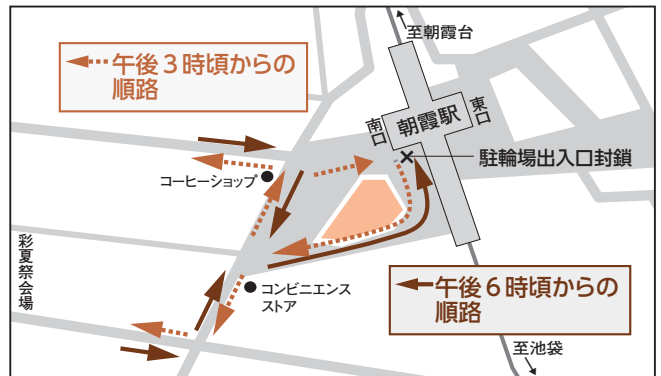 至朝霞台
午後3時頃からの
順路
朝霞駅
南口
東口
駐輪場出入口封鎖
コーヒーショップ
彩夏祭会場
コンビニエンス
ストア
午後6時頃からの
順路
至池袋